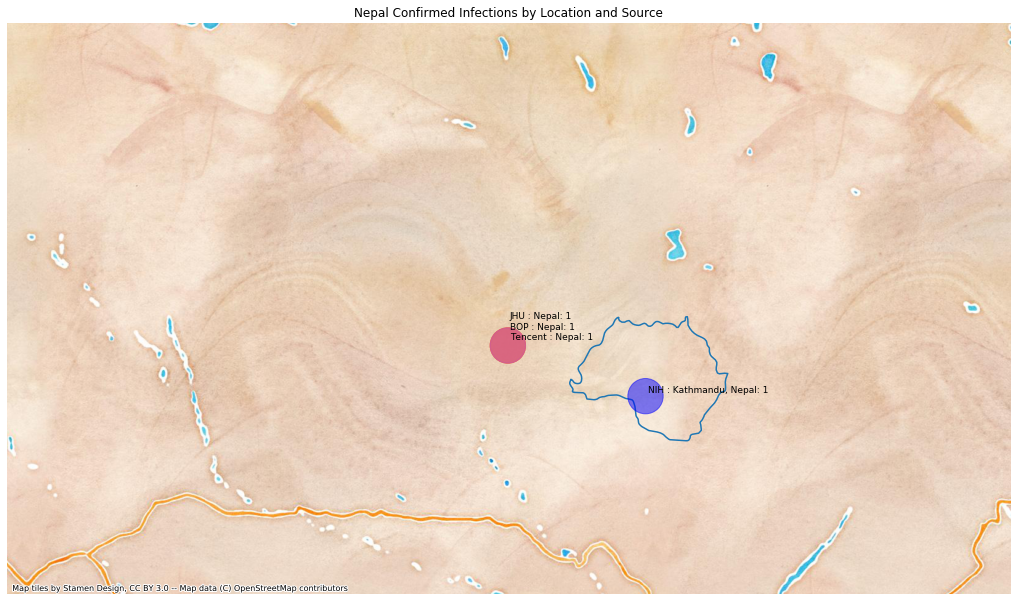 Nepal Confirmed Infections by Location and Source
JHU : Nepal: 1
BOP : Nepal: 1
Tencent : Nepal: 1
NIH : Kathmandu, Nepal: 1
Map tiles by Stamen Design, CC BY 3.0 -- Map data (C) OpenStreetMap contributors